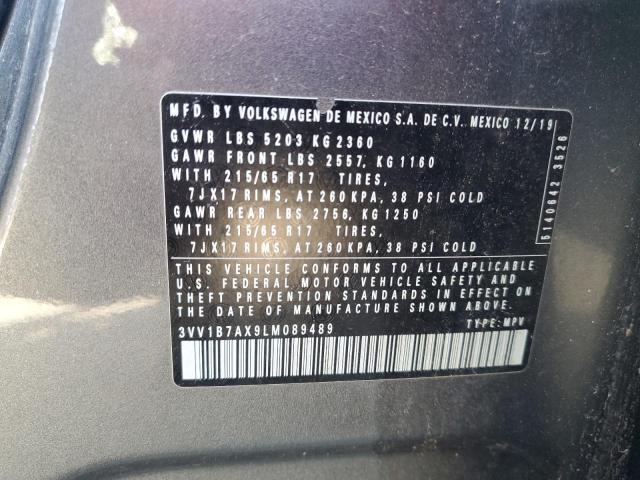 MFD. BY VOLKSWAGEN DE MEXICO S.A. DE C.V. MEXICO 12/19
GVWR LBS 5203 KG 2360
GAWR FRONT LBS 2557, KG 1160
WITH 215/65 R17 TIRES,
7JX17 RIMS, AT 260 KPA, 38 PSI COLD
GAWR REAR LBS 2756, KG 1250
WITH 215/65 R17 TIRES,
7JX17 RIMS, AT 260 KPA, 38 PSI COLD
5140642 3526
THIS VEHICLE CONFORMS TO ALL APPLICABLE
U.S. FEDERAL MOTOR VEHICLE SAFETY AND
THEFT PREVENTION STANDARDS IN EFFECT ON
THE DATE OF MANUFACTURE SHOWN ABOVE.
3VV1B7AX9LM089489 TYPE: MPV